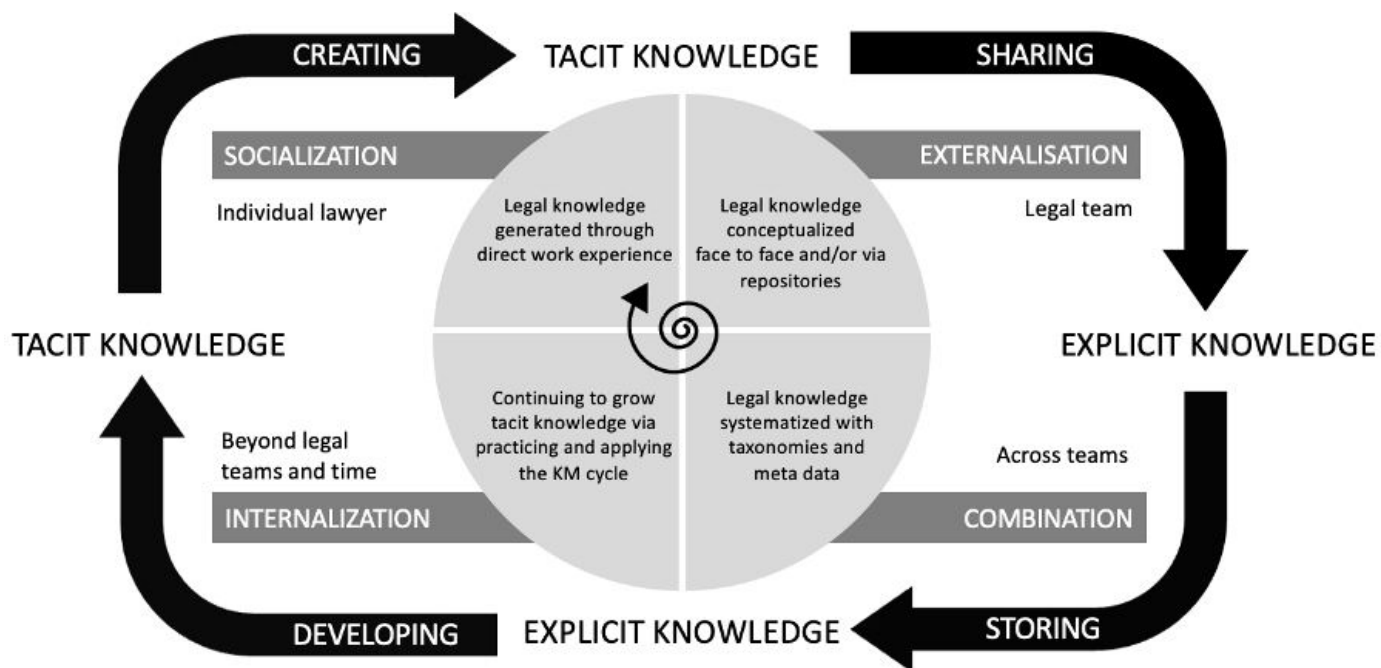 CREATING
TACIT KNOWLEDGE
SHARING
SOCIALIZATION
EXTERNALISATION
Individual lawyer
Legal team
Legal knowledge
generated through
direct work experience
Legal knowledge
conceptualized
face to face and/or via
repositories
TACIT KNOWLEDGE
EXPLICIT KNOWLEDGE
Continuing to grow
tacit knowledge via
practicing and applying
the KM cycle
Legal knowledge
systematized with
taxonomies and
meta data
Beyond legal
teams and time
Across teams
INTERNALIZATION
COMBINATION
DEVELOPING
EXPLICIT KNOWLEDGE
STORING